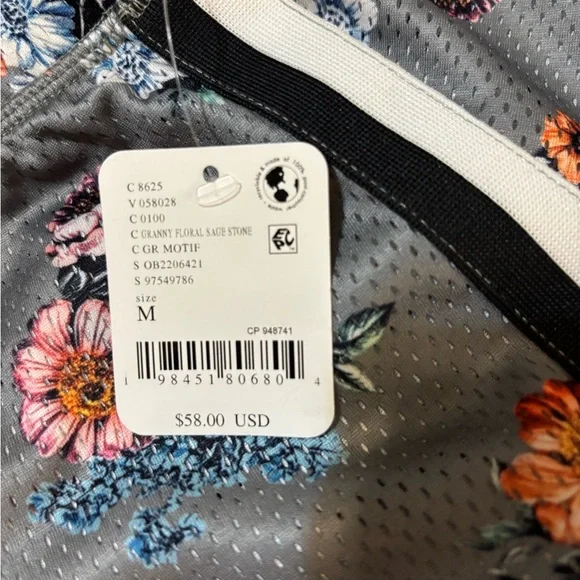 C 8625
V 058028
C 0100
C GRANNY FLORAL SAGE STONE
C GR MOTIF
S OB2206421
S 97549786
size
M
CP 948741
1 98451 80680 4
$58.00 USD